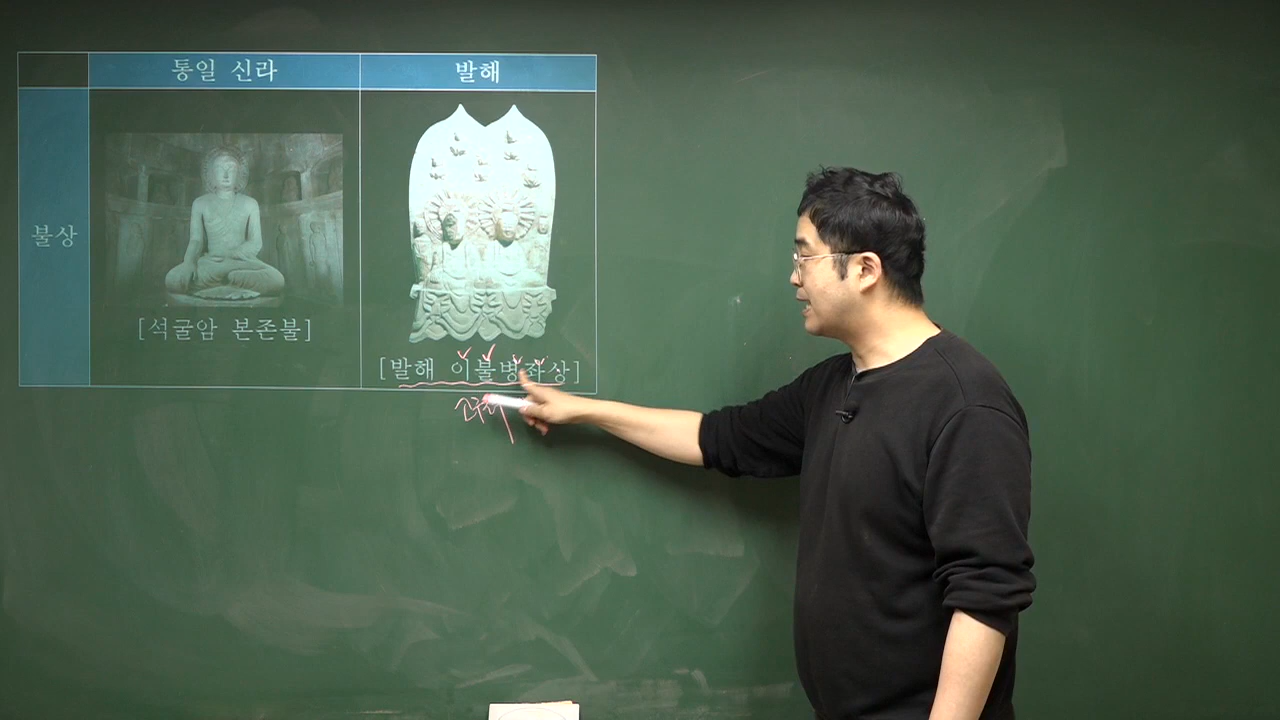 통일 신라
발해
불상
[석굴암 본존불]
[발해 이불병좌상]